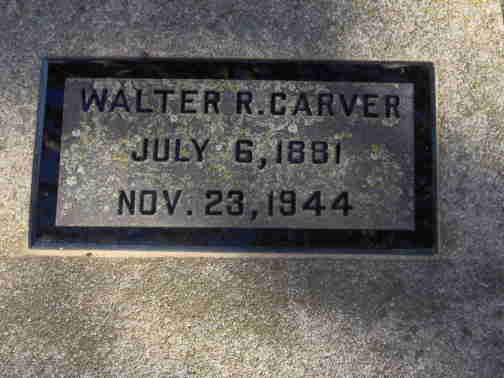 WALTER R. CARVER
JULY 6, 1881
NOV. 23, 1944